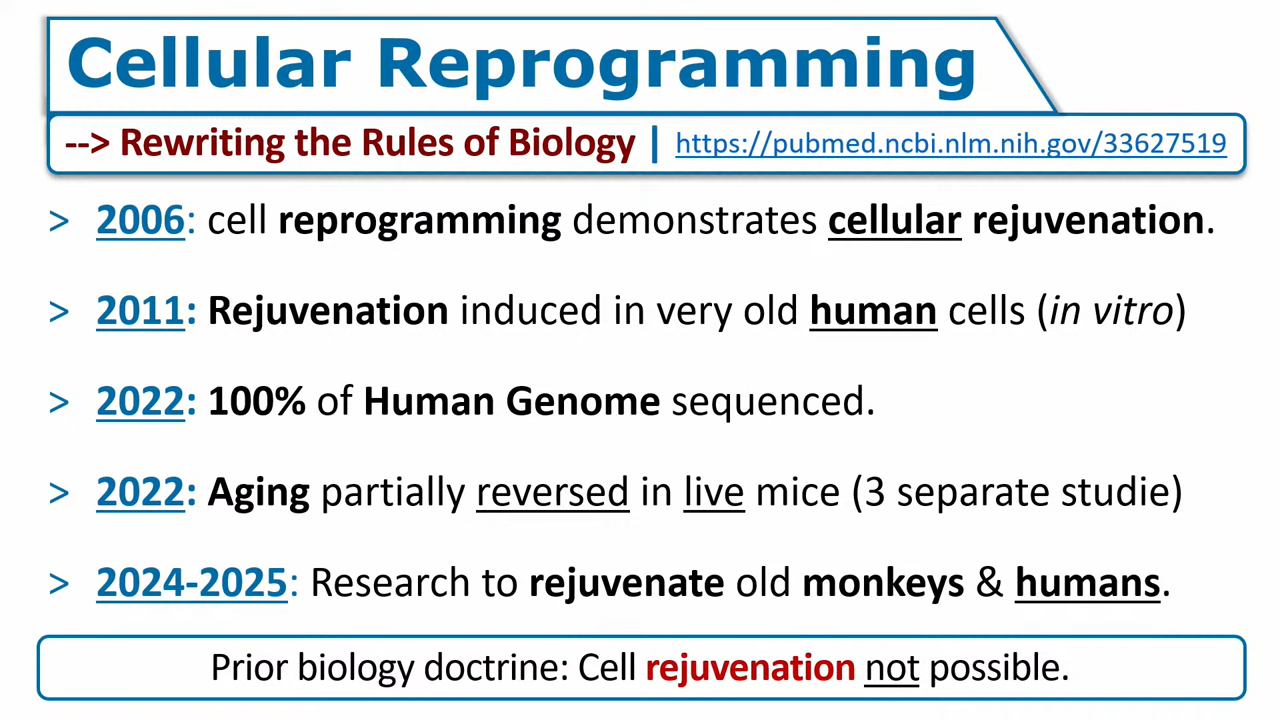 Cellular Reprogramming
--> Rewriting the Rules of Biology | https://pubmed.ncbi.nlm.nih.gov/33627519
> 2006: cell reprogramming demonstrates cellular rejuvenation.
> 2011: Rejuvenation induced in very old human cells (in vitro)
> 2022: 100% of Human Genome sequenced.
> 2022: Aging partially reversed in live mice (3 separate studie)
> 2024-2025: Research to rejuvenate old monkeys & humans.
Prior biology doctrine: Cell rejuvenation not possible.